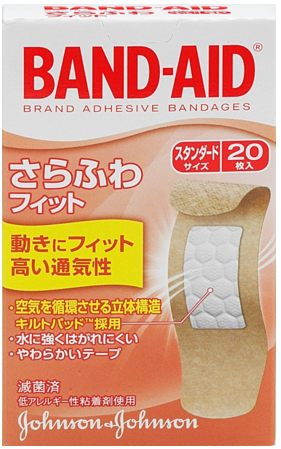 BAND-AID®
BRAND ADHESIVE BANDAGES
さらふわ
フィット
スタンダード
サイズ
20
枚入
動きにフィット
高い通気性
・空気を循環させる立体構造
キルトパッド™採用
・水に強くはがれにくい
・やわらかいテープ
滅菌済
低アレルギー性粘着剤使用
Johnson & Johnson